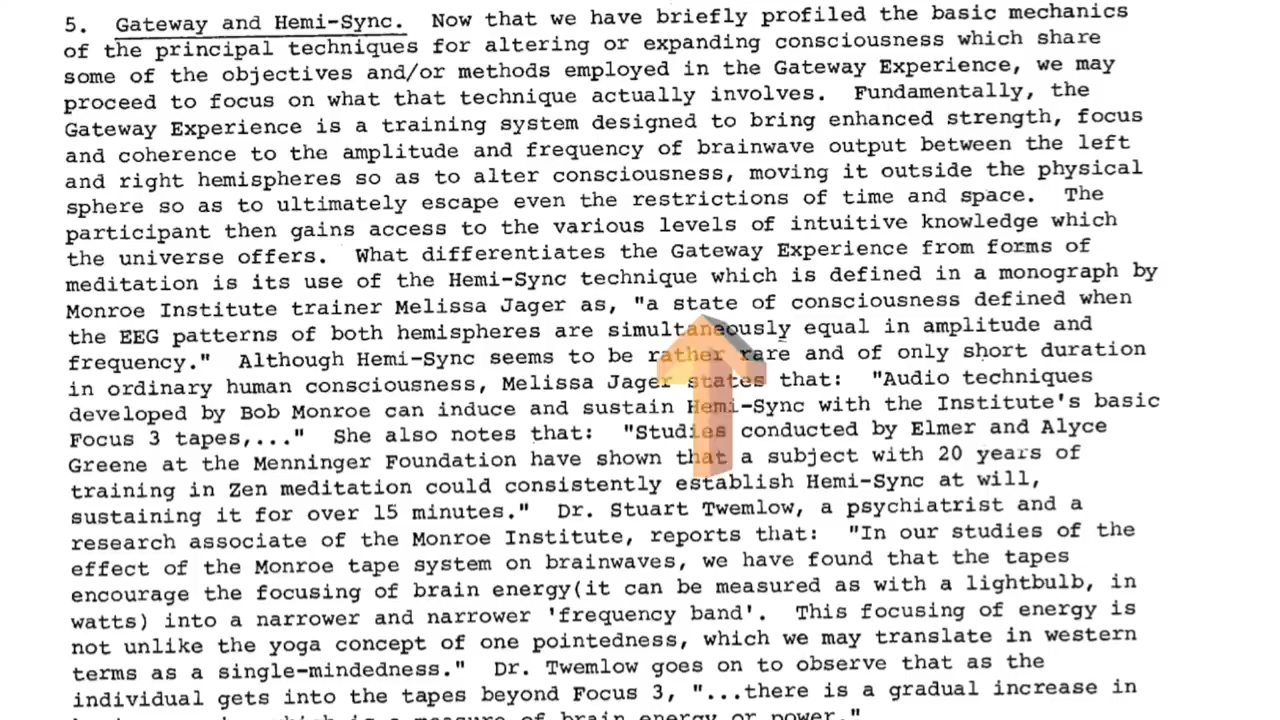 5. Gateway and Hemi-Sync. Now that we have briefly profiled the basic mechanics
of the principal techniques for altering or expanding consciousness which share
some of the objectives and/or methods employed in the Gateway Experience, we may
proceed to focus on what that technique actually involves. Fundamentally, the
Gateway Experience is a training system designed to bring enhanced strength, focus
and coherence to the amplitude and frequency of brainwave output between the left
and right hemispheres so as to alter consciousness, moving it outside the physical
sphere so as to ultimately escape even the restrictions of time and space. The
participant then gains access to the various levels of intuitive knowledge which
the universe offers. What differentiates the Gateway Experience from forms of
meditation is its use of the Hemi-Sync technique which is defined in a monograph by
Monroe Institute trainer Melissa Jager as, "a state of consciousness defined when
the EEG patterns of both hemispheres are simultaneously equal in amplitude and
frequency." Although Hemi-Sync seems to be rather rare and of only short duration
in ordinary human consciousness, Melissa Jager states that: "Audio techniques
developed by Bob Monroe can induce and sustain Hemi-Sync with the Institute's basic
Focus 3 tapes,..." She also notes that: "Studies conducted by Elmer and Alyce
Greene at the Menninger Foundation have shown that a subject with 20 years of
training in Zen meditation could consistently establish Hemi-Sync at will,
sustaining it for over 15 minutes." Dr. Stuart Twemlow, a psychiatrist and a
research associate of the Monroe Institute, reports that: "In our studies of the
effect of the Monroe tape system on brainwaves, we have found that the tapes
encourage the focusing of brain energy(it can be measured as with a lightbulb, in
watts) into a narrower and narrower 'frequency band'. This focusing of energy is
not unlike the yoga concept of one pointedness, which we may translate in western
terms as a single-mindedness." Dr. Twemlow goes on to observe that as the
individual gets into the tapes beyond Focus 3, "...there is a gradual increase in
which is a measure of brain energy or power."